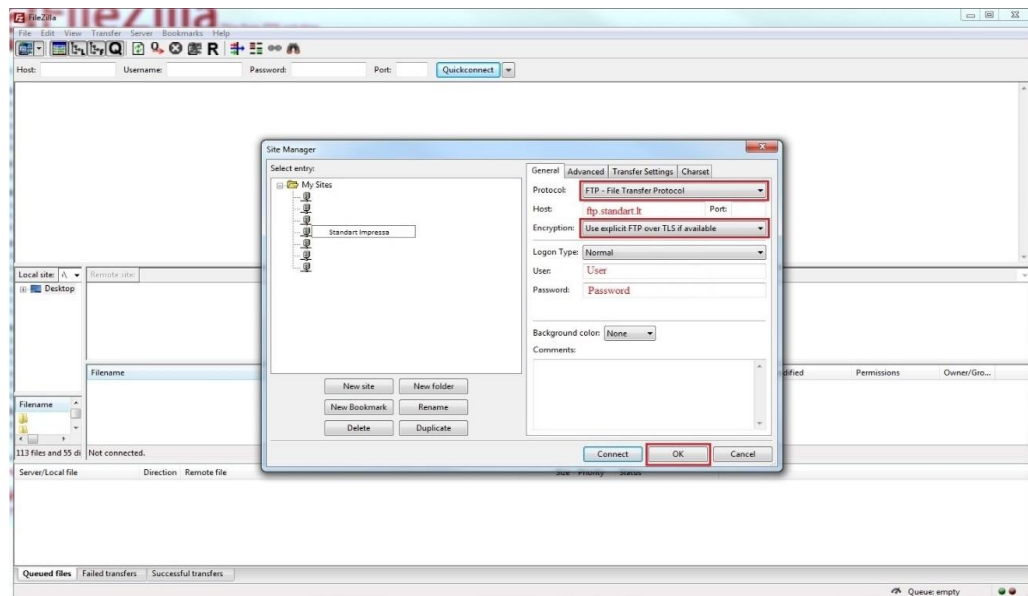 FileZilla
File Edit View Transfer Server Bookmarks Help
Host: Username: Password: Port: Quickconnect
Site Manager
Select entry:
My Sites
Standart Impressa
New site New folder
New Bookmark Rename
Delete Duplicate
General Advanced Transfer Settings Charset
Protocol: FTP - File Transfer Protocol
Host: ftp.standart.lt Port:
Encryption: Use explicit FTP over TLS if available
Logon Type: Normal
User: User
Password: Password
Background color: None
Comments:
Connect OK Cancel
Local site: \ Remote site:
Desktop
Filename
Filename
dified Permissions Owner/Gro...
113 files and 55 di Not connected.
Server/Local file Direction Remote file Size Priority Status
Queued files Failed transfers Successful transfers
Queue: empty